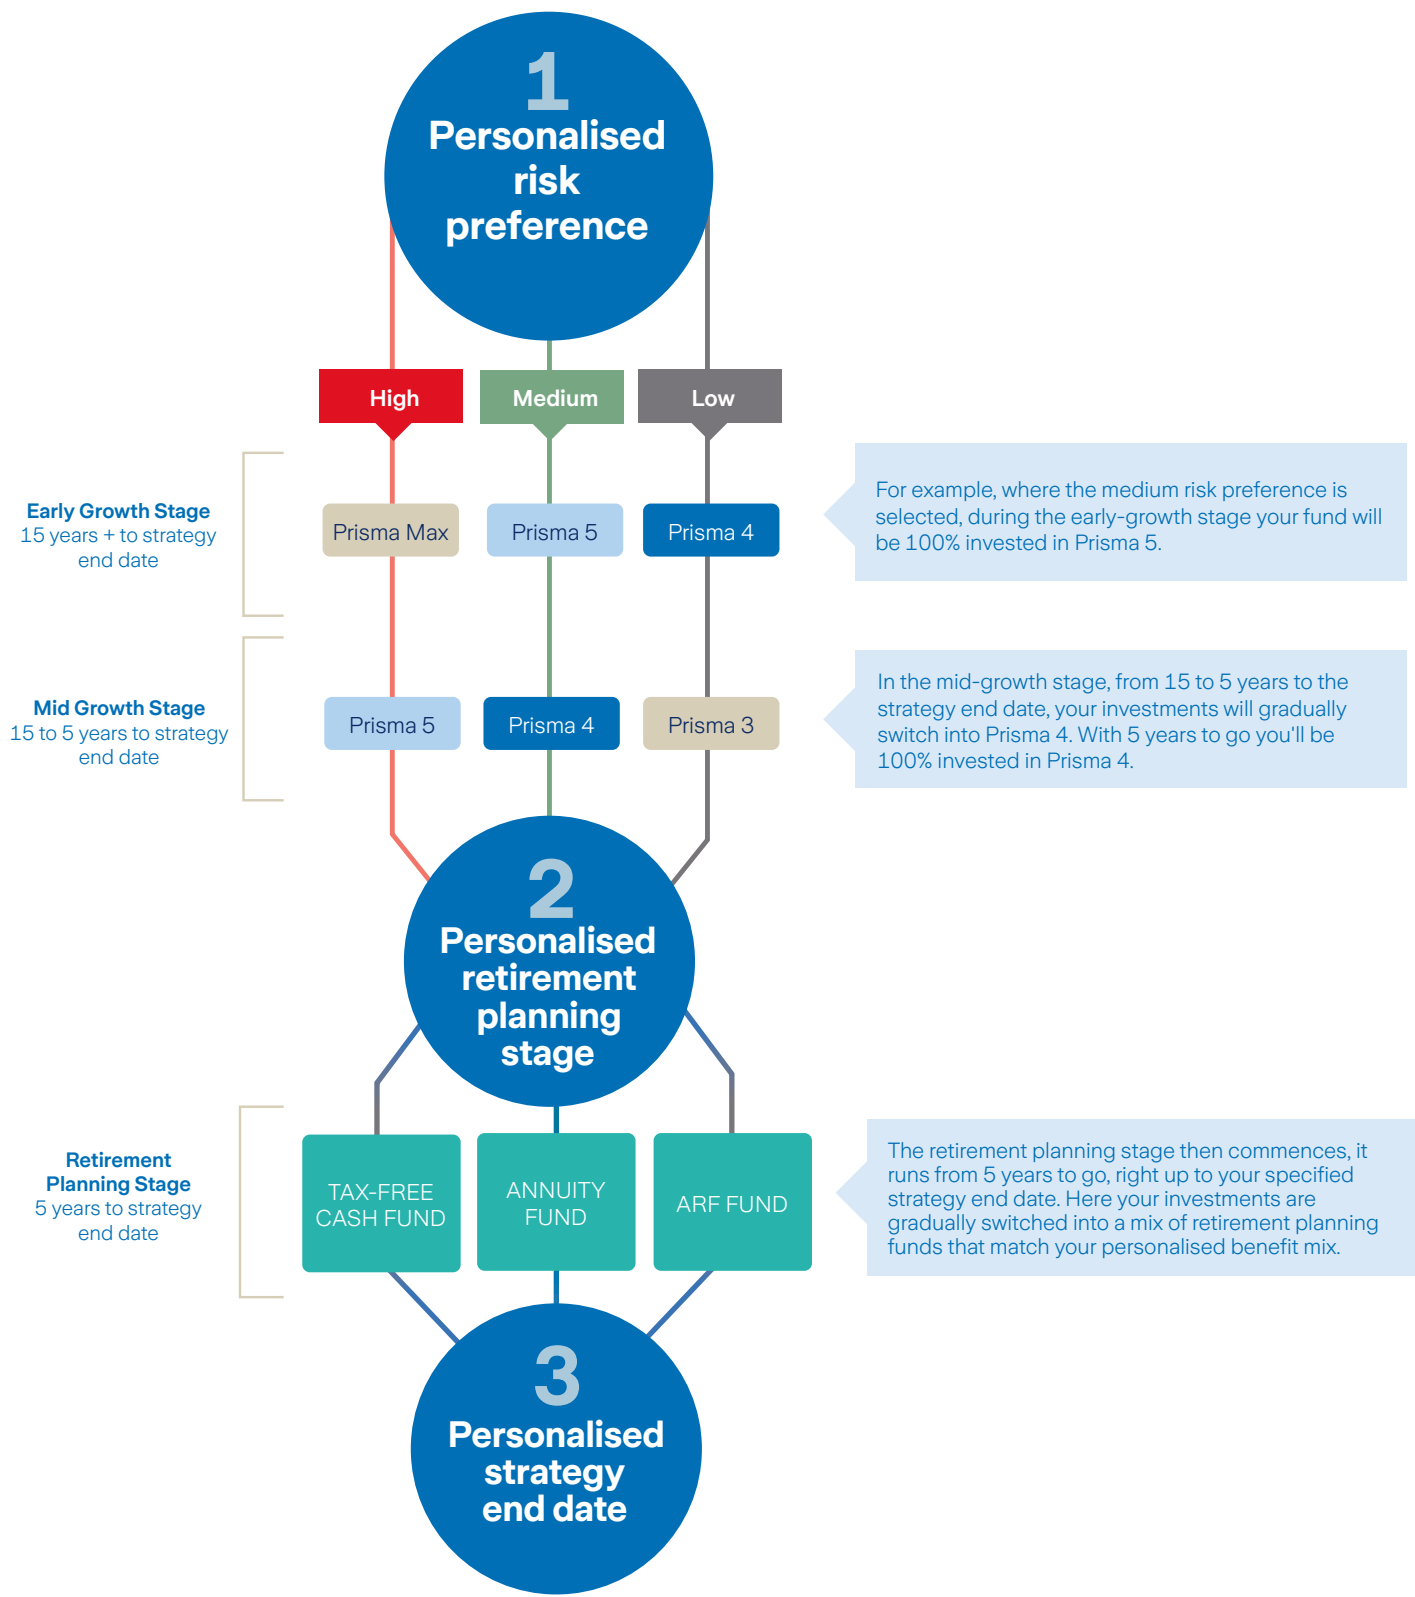 1
Personalised
risk
preference
High
Medium
Low
Early Growth Stage
15 years + to strategy
end date
Prisma Max
Prisma 5
Prisma 4
For example, where the medium risk preference is
selected, during the early-growth stage your fund will
be 100% invested in Prisma 5.
Mid Growth Stage
15 to 5 years to strategy
end date
Prisma 5
Prisma 4
Prisma 3
In the mid-growth stage, from 15 to 5 years to the
strategy end date, your investments will gradually
switch into Prisma 4. With 5 years to go you'll be
100% invested in Prisma 4.
2
Personalised
retirement
planning
stage
Retirement
Planning Stage
5 years to strategy
end date
TAX-FREE
CASH FUND
ANNUITY
FUND
ARF FUND
The retirement planning stage then commences, it
runs from 5 years to go, right up to your specified
strategy end date. Here your investments are
gradually switched into a mix of retirement planning
funds that match your personalised benefit mix.
3
Personalised
strategy
end date